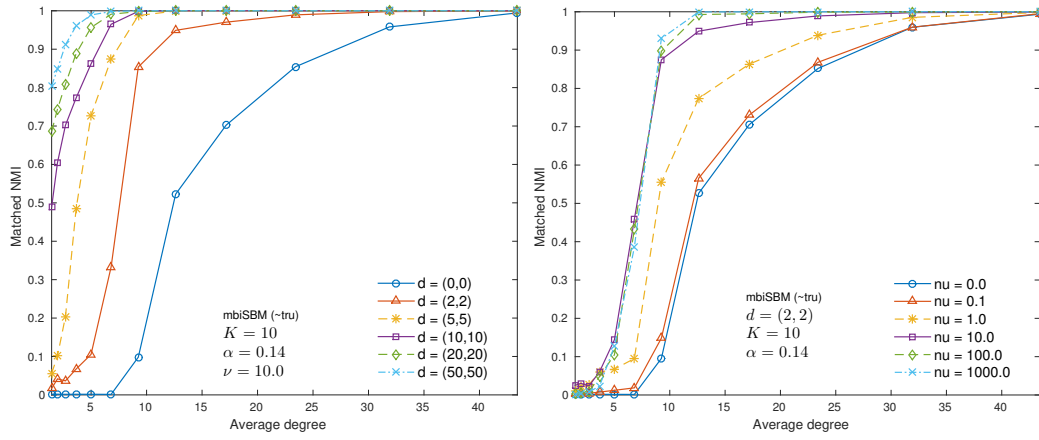 1
0.9
0.8
0.7
0.6
0.5
0.4
0.3
0.2
0.1
0
Matched NMI
5 10 15 20 25 30 35 40
Average degree
mbiSBM (~tru)
K = 10
α = 0.14
ν = 10.0
d = (0,0)
d = (2,2)
d = (5,5)
d = (10,10)
d = (20,20)
d = (50,50)
1
0.9
0.8
0.7
0.6
0.5
0.4
0.3
0.2
0.1
0
Matched NMI
5 10 15 20 25 30 35 40
Average degree
mbiSBM (~tru)
d = (2, 2)
K = 10
α = 0.14
nu = 0.0
nu = 0.1
nu = 1.0
nu = 10.0
nu = 100.0
nu = 1000.0